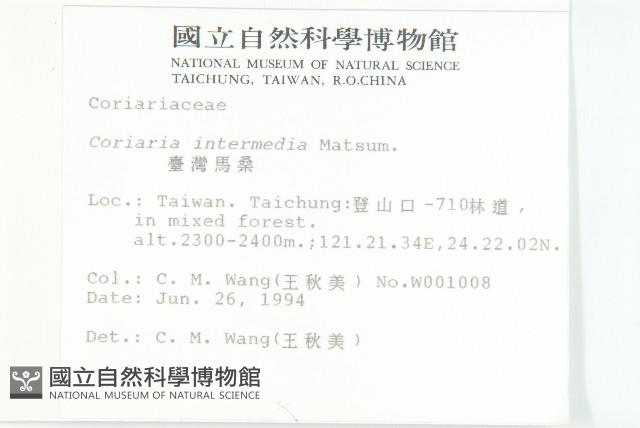 國立自然科學博物館
NATIONAL MUSEUM OF NATURAL SCIENCE
TAICHUNG, TAIWAN, R.O.CHINA
Coriariaceae
Coriaria intermedia Matsum.
臺灣馬桑
Loc.: Taiwan. Taichung:登山口-710林道,
in mixed forest.
alt.2300-2400m.;121.21.34E,24.22.02N.
Col.: C. M. Wang(王秋美) No.W001008
Date: Jun. 26, 1994
Det.: C. M. Wang(王秋美)
國立自然科學博物館
NATIONAL MUSEUM OF NATURAL SCIENCE